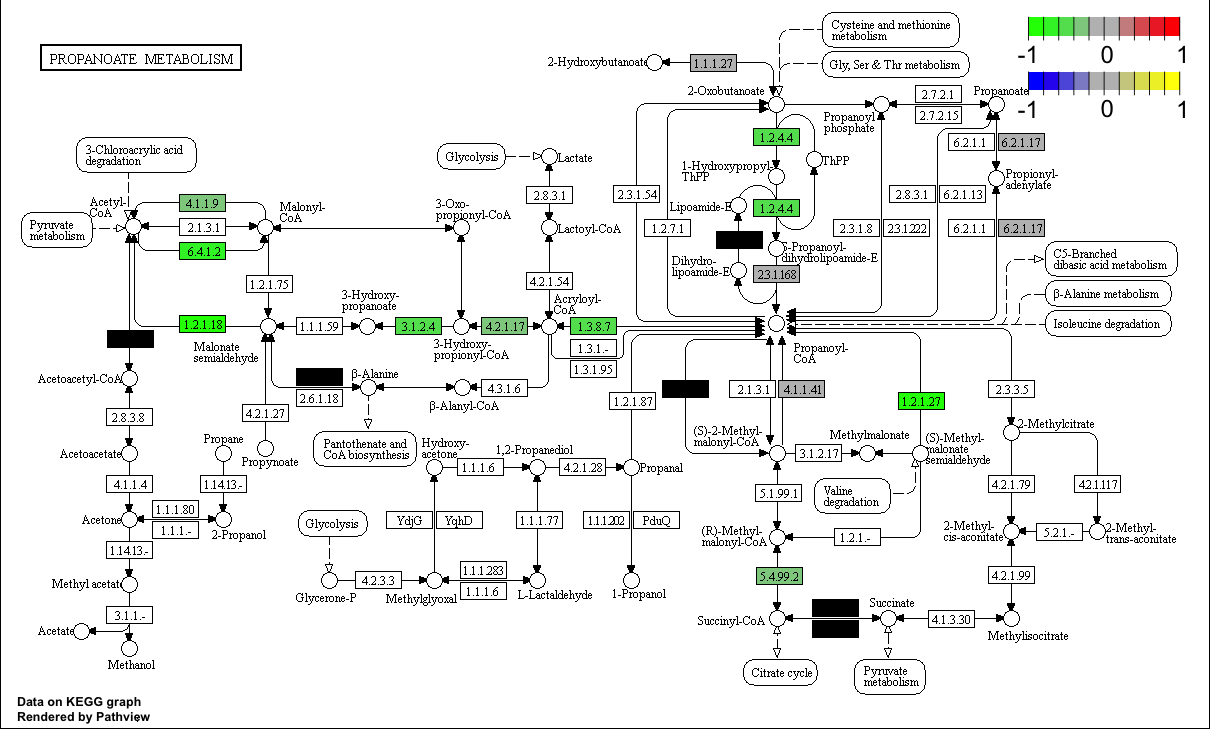 PROPANOATE METABOLISM
Cysteine and methionine
metabolism
Gly, Ser & Thr metabolism
-1 0 1
-1 0 1
2-Hydroxybutanoate
1.1.1.27
2-Oxobutanoate
Propanoyl
phosphate
2.7.2.1
2.7.2.15
Propanoate
6.2.1.1
6.2.1.17
Propionyl-
adenylate
6.2.1.1
6.2.1.17
1.2.4.4
1-Hydroxypropyl-
ThPP
ThPP
Lipoamide-E
1.2.4.4
S-Propanoyl-
dihydrolipoamide-E
Dihydro-
lipoamide-E
2.3.1.168
2.3.1.54
1.2.7.1
2.8.3.1
6.2.1.13
2.3.1.8
2.3.1.222
C5-Branched
dibasic acid metabolism
β-Alanine metabolism
Isoleucine degradation
3-Chloroacrylic acid
degradation
Acetyl-
CoA
Pyruvate
metabolism
4.1.1.9
2.1.3.1
6.4.1.2
Malonyl-
CoA
Glycolysis
Lactate
2.8.3.1
3-Oxo-
propionyl-CoA
Lactoyl-CoA
1.2.1.75
4.2.1.54
Acryloyl-
CoA
1.2.1.18
Malonate
semialdehyde
1.1.1.59
3-Hydroxy-
propanoate
3.1.2.4
3-Hydroxy-
propionyl-CoA
4.2.1.17
1.3.8.7
1.3.1.-
1.3.1.95
Propanoyl-
CoA
Acetoacetyl-CoA
2.6.1.18
β-Alanine
β-Alanyl-CoA
4.3.1.6
1.2.1.87
2.1.3.1
4.1.1.41
1.2.1.27
2.3.3.5
2.8.3.8
4.2.1.27
Propynoate
Pantothenate and
CoA biosynthesis
Acetoacetate
Propane
Hydroxy-
acetone
1.1.1.6
1,2-Propanediol
4.2.1.28
Propanal
(S)-2-Methyl-
malonyl-CoA
3.1.2.17
Methylmalonate
(S)-Methyl-
malonate
semialdehyde
2-Methylcitrate
4.1.1.4
1.14.13.-
5.1.99.1
Valine
degradation
4.2.1.79
4.2.1.117
Acetone
1.1.1.80
1.1.1.-
2-Propanol
Glycolysis
YdjG
YqhD
1.1.1.77
1.1.1.202
PduQ
(R)-Methyl-
malonyl-CoA
1.2.1.-
2-Methyl-
cis-aconitate
5.2.1.-
2-Methyl-
trans-aconitate
1.14.13.-
Methyl acetate
Glycerone-P
4.2.3.3
Methylglyoxal
1.1.1.283
1.1.1.6
L-Lactaldehyde
1-Propanol
5.4.99.2
4.2.1.99
3.1.1.-
Acetate
Methanol
Succinyl-CoA
Succinate
4.1.3.30
Methylisocitrate
Citrate cycle
Pyruvate
metabolism
Data on KEGG graph
Rendered by Pathview